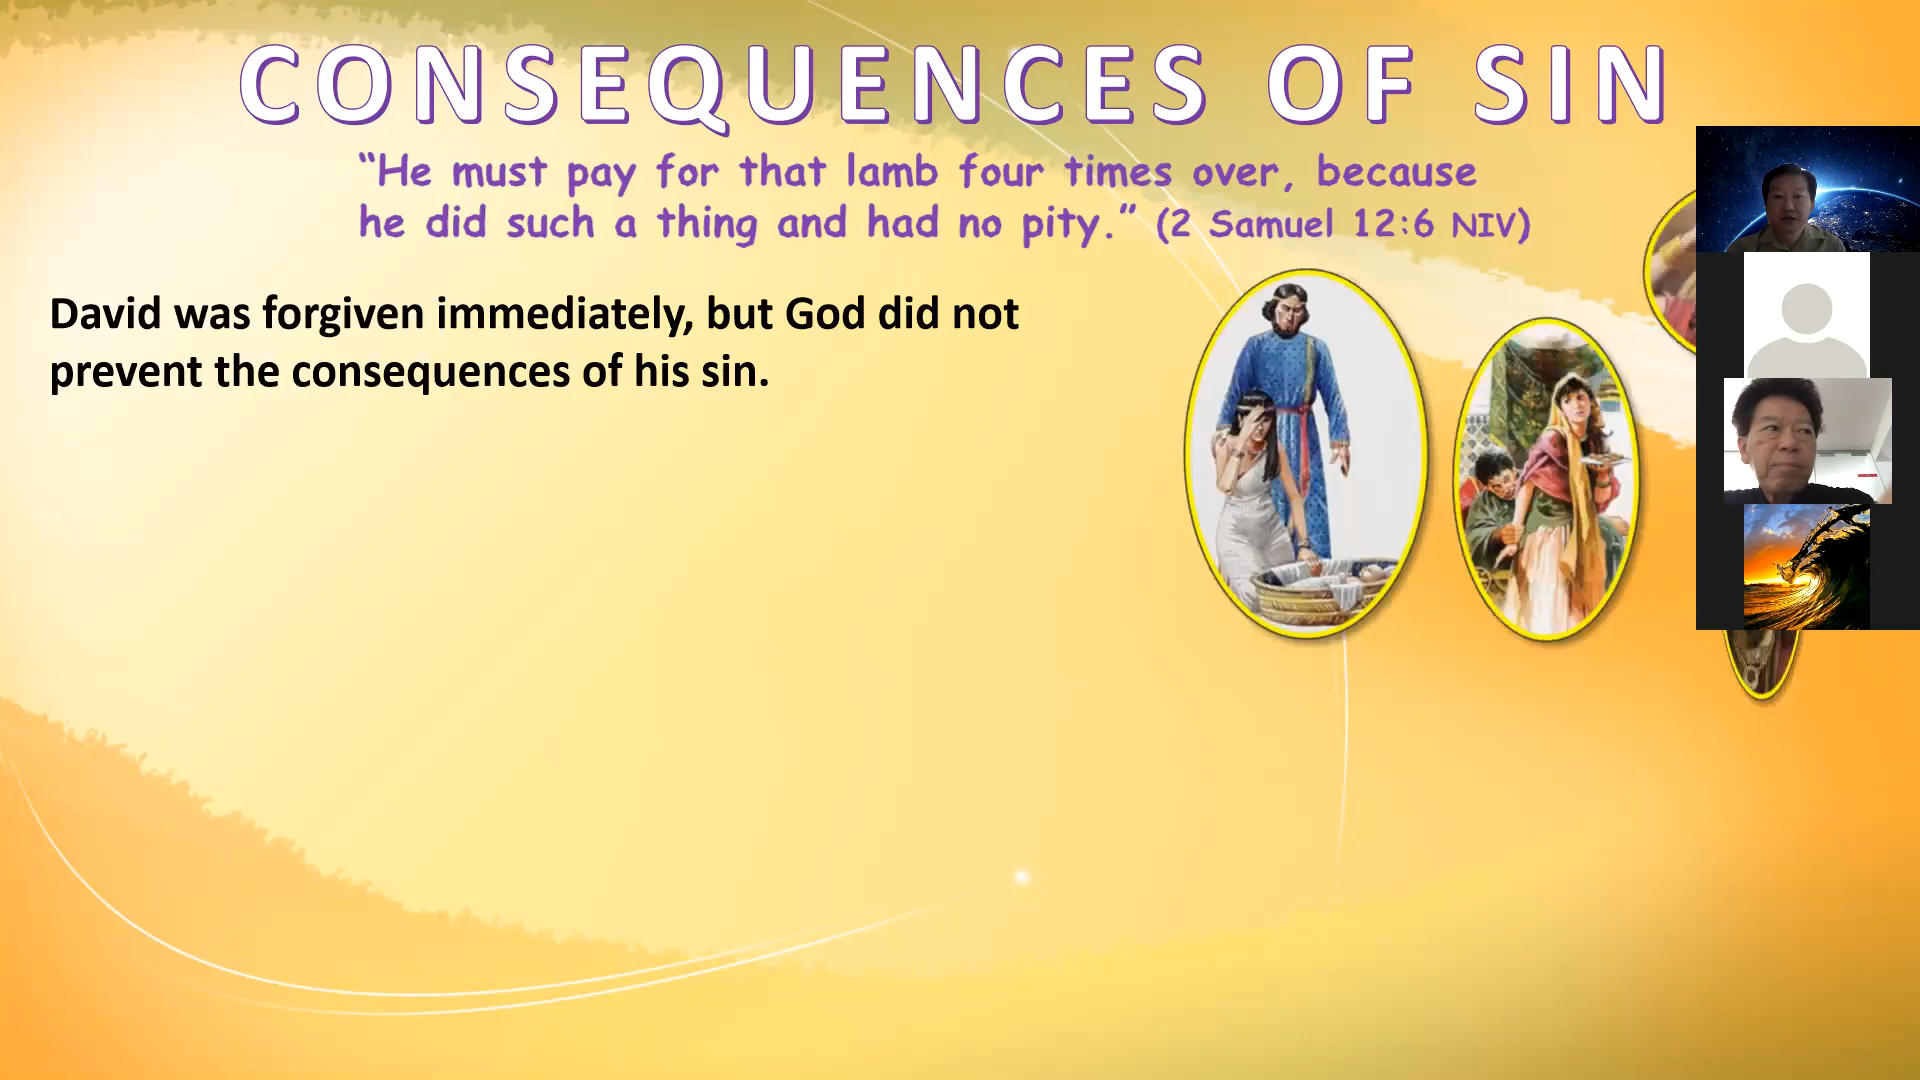 CONSEQUENCES OF SIN
“He must pay for that lamb four times over, because
he did such a thing and had no pity.” (2 Samuel 12:6 NIV)
David was forgiven immediately, but God did not
prevent the consequences of his sin.